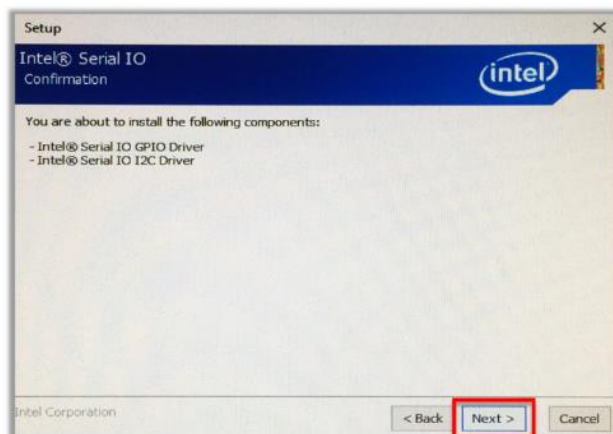 Setup
Intel® Serial IO
Confirmation
intel
You are about to install the following components:
- Intel® Serial IO GPIO Driver
- Intel® Serial IO I2C Driver
Intel Corporation
< Back
Next >
Cancel